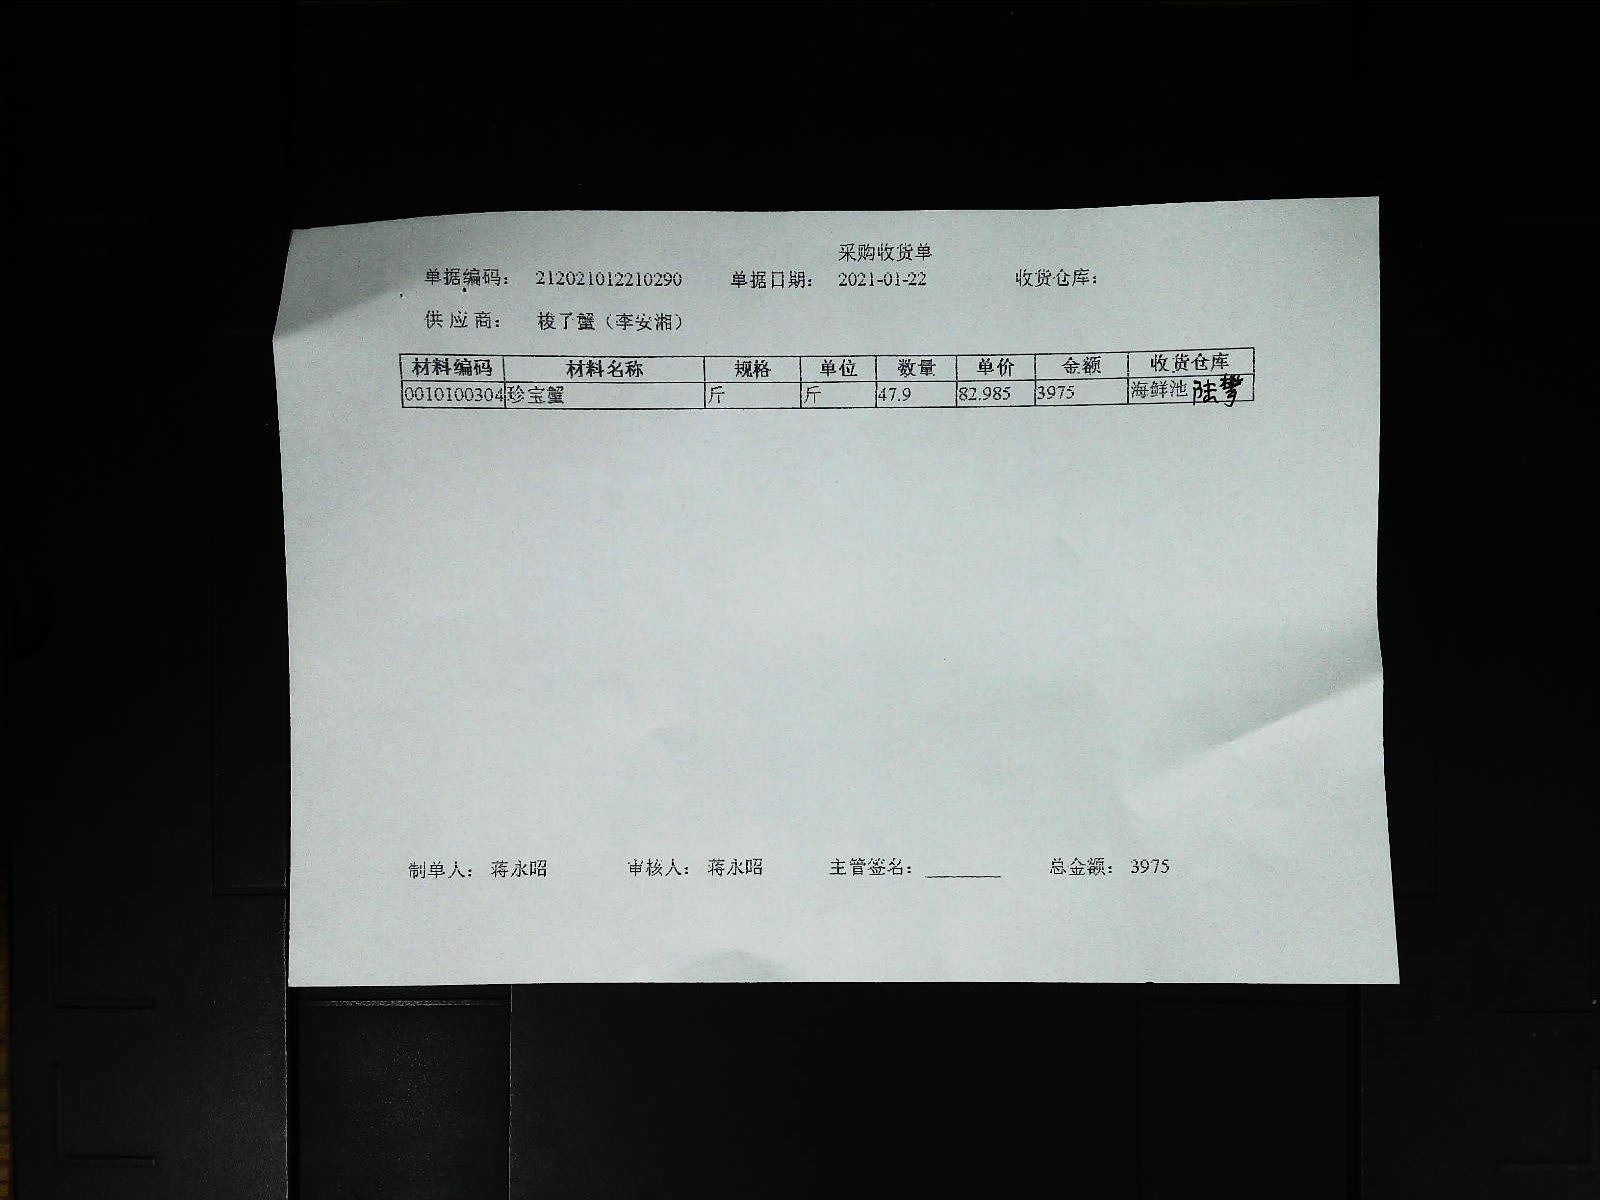 采购收货单
单据编码： 212021012210290 单据日期： 2021-01-22 收货仓库：
供 应 商： 梭子蟹（李安湘）
材料编码 材料名称 规格 单位 数量 单价 金额 收货仓库
0010100304 珍宝蟹 斤 斤 47.9 82.985 3975 海鲜池
制单人： 蒋永昭 审核人： 蒋永昭 主管签名： 总金额： 3975